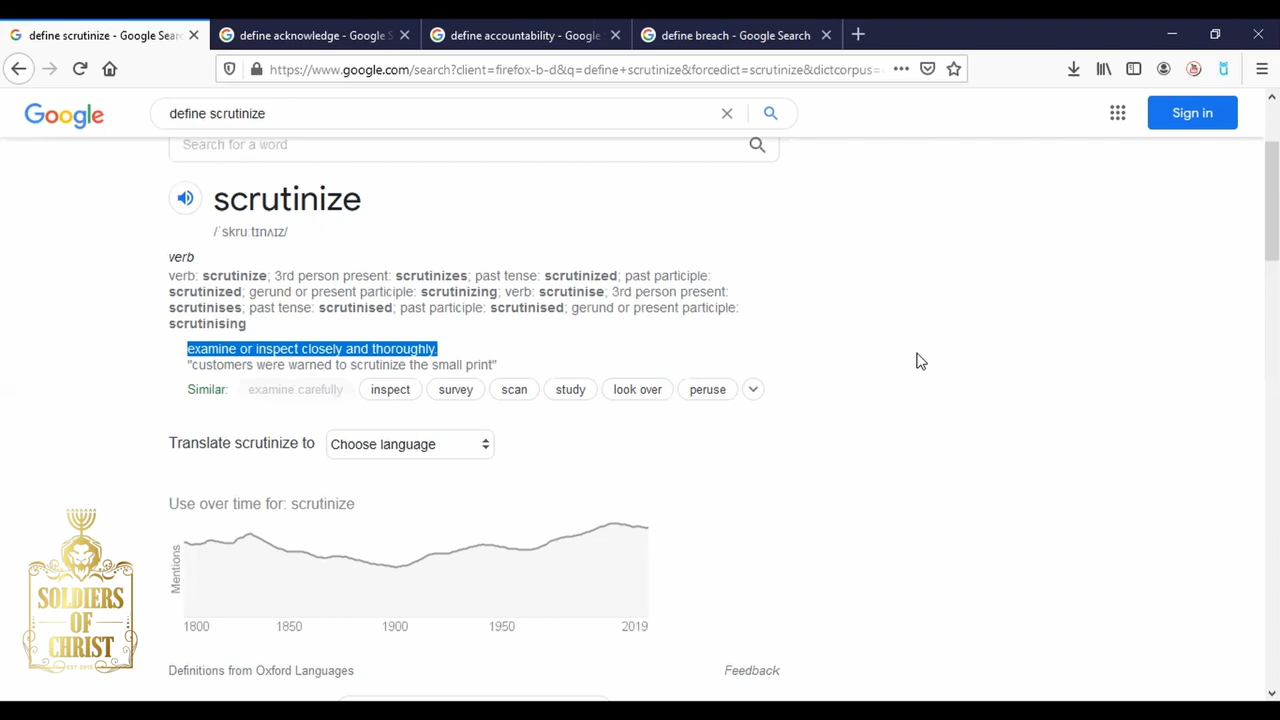 define scrutinize - Google Searc
define acknowledge - Google S
define accountability - Google
define breach - Google Search
https://www.google.com/search?client=firefox-b-d&q=define+scrutinize&forcedict=scrutinize&dictcorpus=e
Google
define scrutinize
Sign in
Search for a word
scrutinize
/ˈskruːtɪnʌɪz/
verb
verb: scrutinize; 3rd person present: scrutinizes; past tense: scrutinized; past participle:
scrutinized; gerund or present participle: scrutinizing; verb: scrutinise; 3rd person present:
scrutinises; past tense: scrutinised; past participle: scrutinised; gerund or present participle:
scrutinising
examine or inspect closely and thoroughly.
"customers were warned to scrutinize the small print"
Similar: examine carefully inspect survey scan study look over peruse
Translate scrutinize to Choose language
Use over time for: scrutinize
Mentions
1800 1850 1900 1950 2019
Definitions from Oxford Languages
Feedback
SOLDIERS
OF
CHRIST